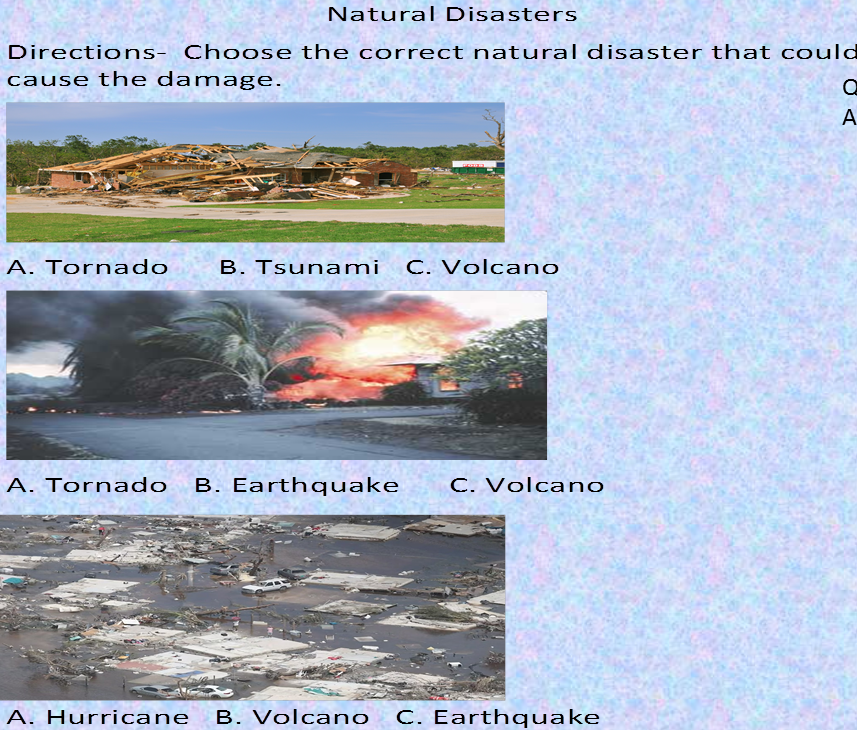 Natural Disasters
Directions-  Choose the correct natural disaster that could
cause the damage.
Q
A
A. Tornado      B. Tsunami   C. Volcano
A. Tornado   B. Earthquake      C. Volcano
A. Hurricane   B. Volcano   C. Earthquake